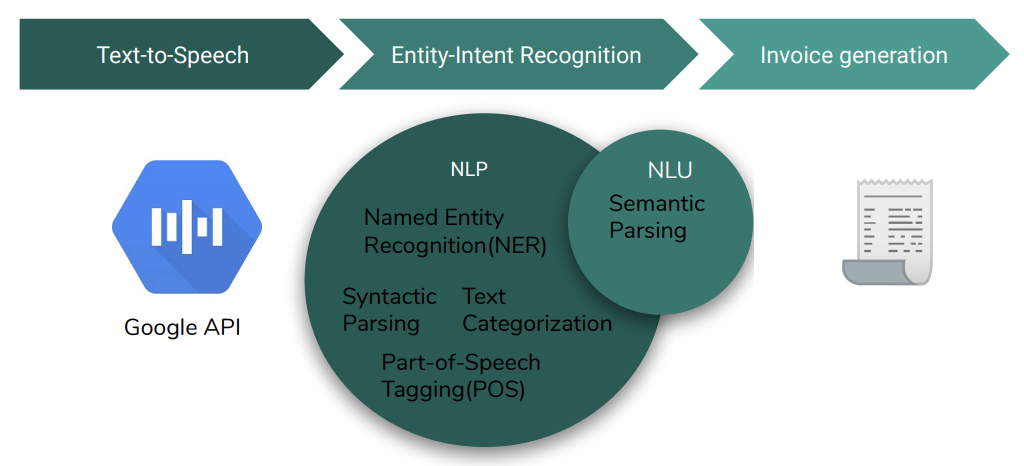 Text-to-Speech
Entity-Intent Recognition
Invoice generation
Google API
NLP
Named Entity
Recognition(NER)
Syntactic
Parsing
Text
Categorization
Part-of-Speech
Tagging(POS)
NLU
Semantic
Parsing